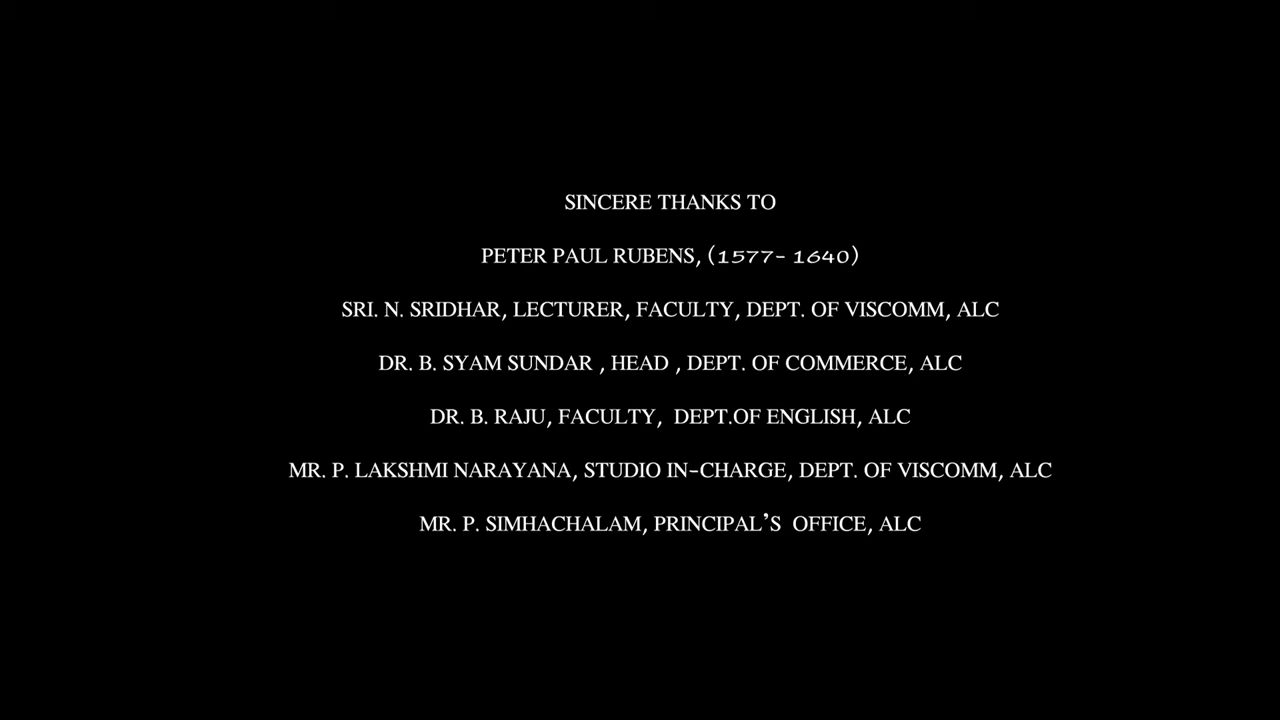 SINCERE THANKS TO
PETER PAUL RUBENS, (1577- 1640)
SRI. N. SRIDHAR, LECTURER, FACULTY, DEPT. OF VISCOMM, ALC
DR. B. SYAM SUNDAR , HEAD , DEPT. OF COMMERCE, ALC
DR. B. RAJU, FACULTY,  DEPT.OF ENGLISH, ALC
MR. P. LAKSHMI NARAYANA, STUDIO IN-CHARGE, DEPT. OF VISCOMM, ALC
MR. P. SIMHACHALAM, PRINCIPAL’S  OFFICE, ALC